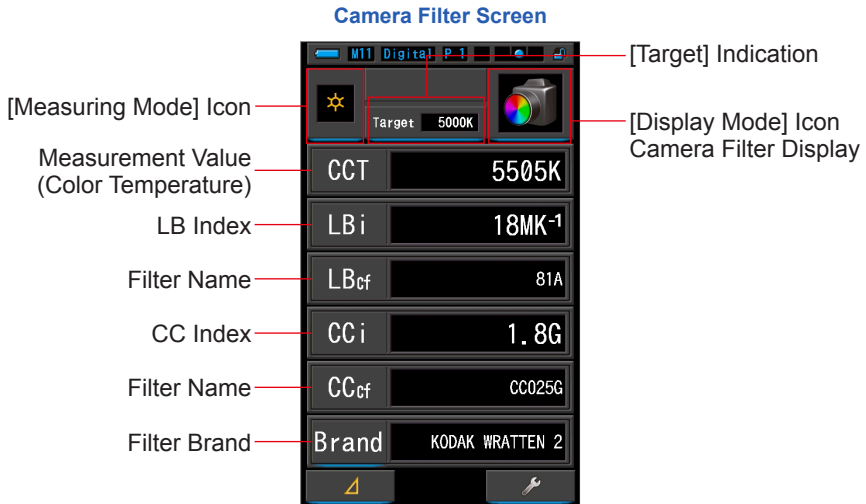 Camera Filter Screen
M11 Digital P 1
[Target] Indication
[Measuring Mode] Icon
Target 5000K
[Display Mode] Icon
Camera Filter Display
Measurement Value
(Color Temperature)
CCT 5505K
LB Index
LBi 18MK⁻¹
Filter Name
LBcf 81A
CC Index
CCi 1.8G
Filter Name
CCcf CC025G
Filter Brand
Brand KODAK WRATTEN 2